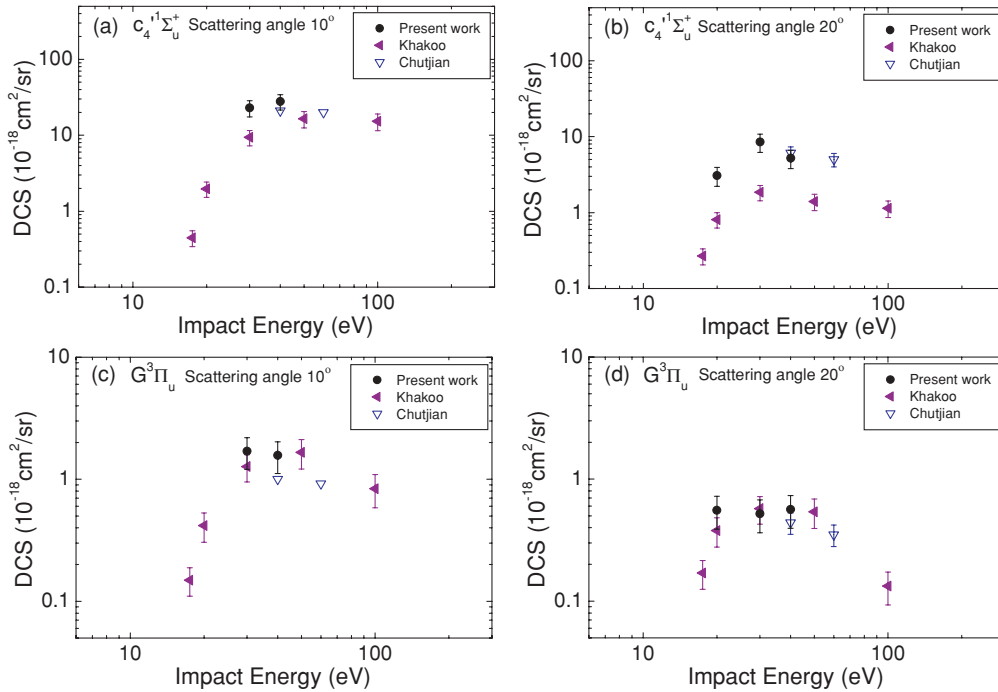 (a) c₄'¹Σᵤ⁺ Scattering angle 10°
Present work
Khakoo
Chutjian
DCS (10⁻¹⁸cm²/sr)
100
10
1
0.1
10 100
Impact Energy (eV)
(b) c₄'¹Σᵤ⁺ Scattering angle 20°
Present work
Khakoo
Chutjian
DCS (10⁻¹⁸cm²/sr)
100
10
1
0.1
10 100
Impact Energy (eV)
(c) G³Πᵤ Scattering angle 10°
Present work
Khakoo
Chutjian
DCS (10⁻¹⁸cm²/sr)
10
1
0.1
10 100
Impact Energy (eV)
(d) G³Πᵤ Scattering angle 20°
Present work
Khakoo
Chutjian
DCS (10⁻¹⁸cm²/sr)
10
1
0.1
10 100
Impact Energy (eV)